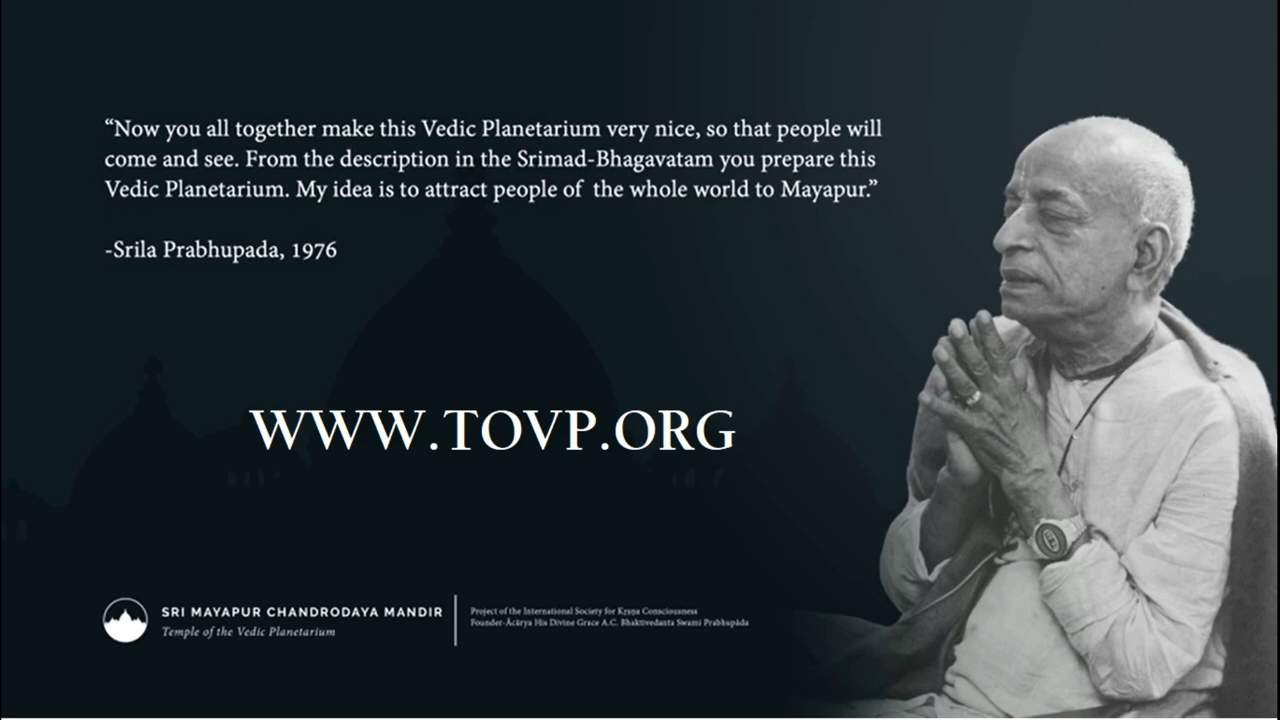 “Now you all together make this Vedic Planetarium very nice, so that people will
come and see. From the description in the Srimad-Bhagavatam you prepare this
Vedic Planetarium. My idea is to attract people of the whole world to Mayapur.”
-Srila Prabhupada, 1976
WWW.TOVP.ORG
SRI MAYAPUR CHANDRODAYA MANDIR
Temple of the Vedic Planetarium
Project of the International Society for Kṛṣṇa Consciousness
Founder-Ācārya His Divine Grace A.C. Bhaktivedanta Swami Prabhupāda